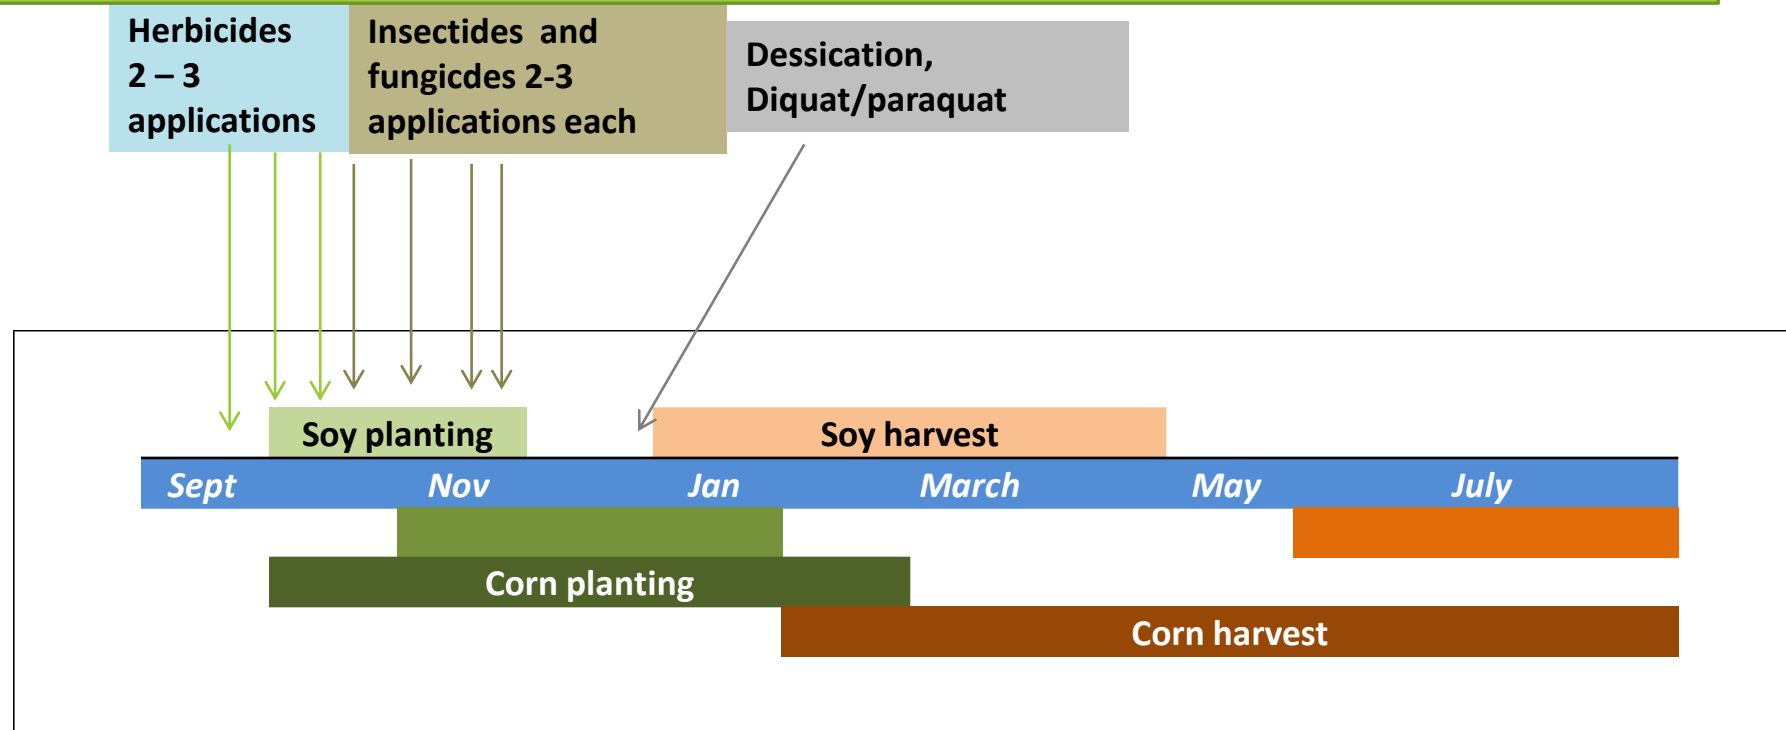 Herbicides
2 – 3
applications
Insectides and
fungicdes 2-3
applications each
Dessication,
Diquat/paraquat
Soy planting
Soy harvest
Sept Nov Jan March May July
Corn planting
Corn harvest